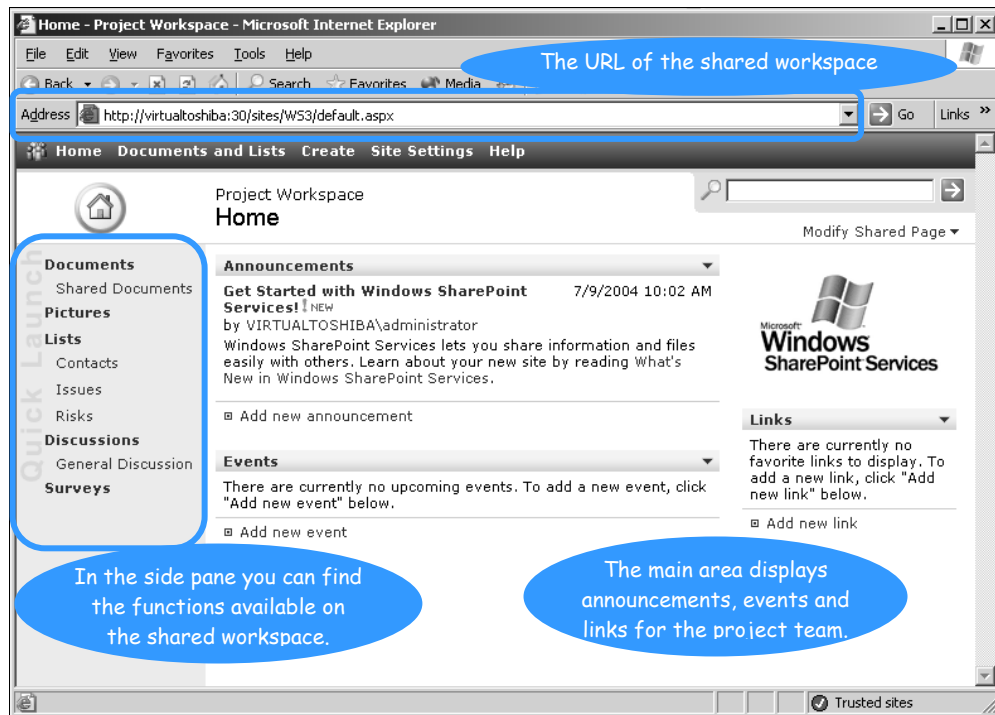 Home - Project Workspace - Microsoft Internet Explorer
File Edit View Favorites Tools Help
The URL of the shared workspace
Back Search Favorites Media
Address http://virtualtoshiba:30/sites/WS3/default.aspx Go Links »
Home Documents and Lists Create Site Settings Help
Project Workspace
Home
Modify Shared Page
Quick Launch
Documents
Shared Documents
Pictures
Lists
Contacts
Issues
Risks
Discussions
General Discussion
Surveys
Announcements
Get Started with Windows SharePoint 7/9/2004 10:02 AM
Services! ! NEW
by VIRTUALTOSHIBA\administrator
Windows SharePoint Services lets you share information and files
easily with others. Learn about your new site by reading What's
New in Windows SharePoint Services.
Add new announcement
Events
There are currently no upcoming events. To add a new event, click
"Add new event" below.
Add new event
Microsoft
Windows
SharePoint Services
Links
There are currently no
favorite links to display. To
add a new link, click "Add
new link" below.
Add new link
In the side pane you can find
the functions available on
the shared workspace.
The main area displays
announcements, events and
links for the project team.
Trusted sites